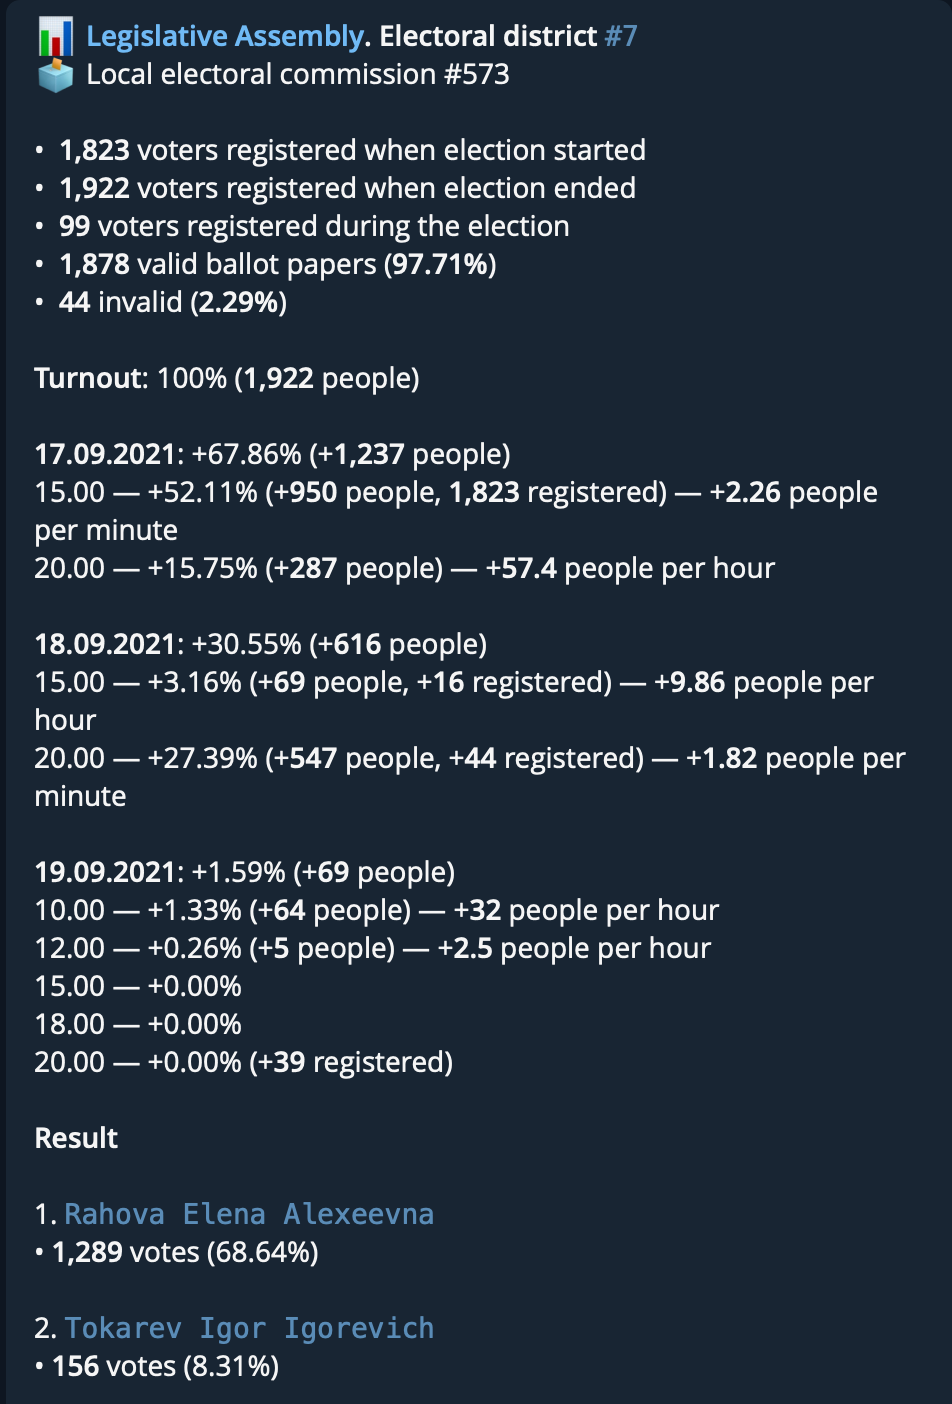 Legislative Assembly. Electoral district #7
Local electoral commission #573
• 1,823 voters registered when election started
• 1,922 voters registered when election ended
• 99 voters registered during the election
• 1,878 valid ballot papers (97.71%)
• 44 invalid (2.29%)
Turnout: 100% (1,922 people)
17.09.2021: +67.86% (+1,237 people)
15.00 — +52.11% (+950 people, 1,823 registered) — +2.26 people
per minute
20.00 — +15.75% (+287 people) — +57.4 people per hour
18.09.2021: +30.55% (+616 people)
15.00 — +3.16% (+69 people, +16 registered) — +9.86 people per
hour
20.00 — +27.39% (+547 people, +44 registered) — +1.82 people per
minute
19.09.2021: +1.59% (+69 people)
10.00 — +1.33% (+64 people) — +32 people per hour
12.00 — +0.26% (+5 people) — +2.5 people per hour
15.00 — +0.00%
18.00 — +0.00%
20.00 — +0.00% (+39 registered)
Result
1. Rahova Elena Alexeevna
• 1,289 votes (68.64%)
2. Tokarev Igor Igorevich
• 156 votes (8.31%)